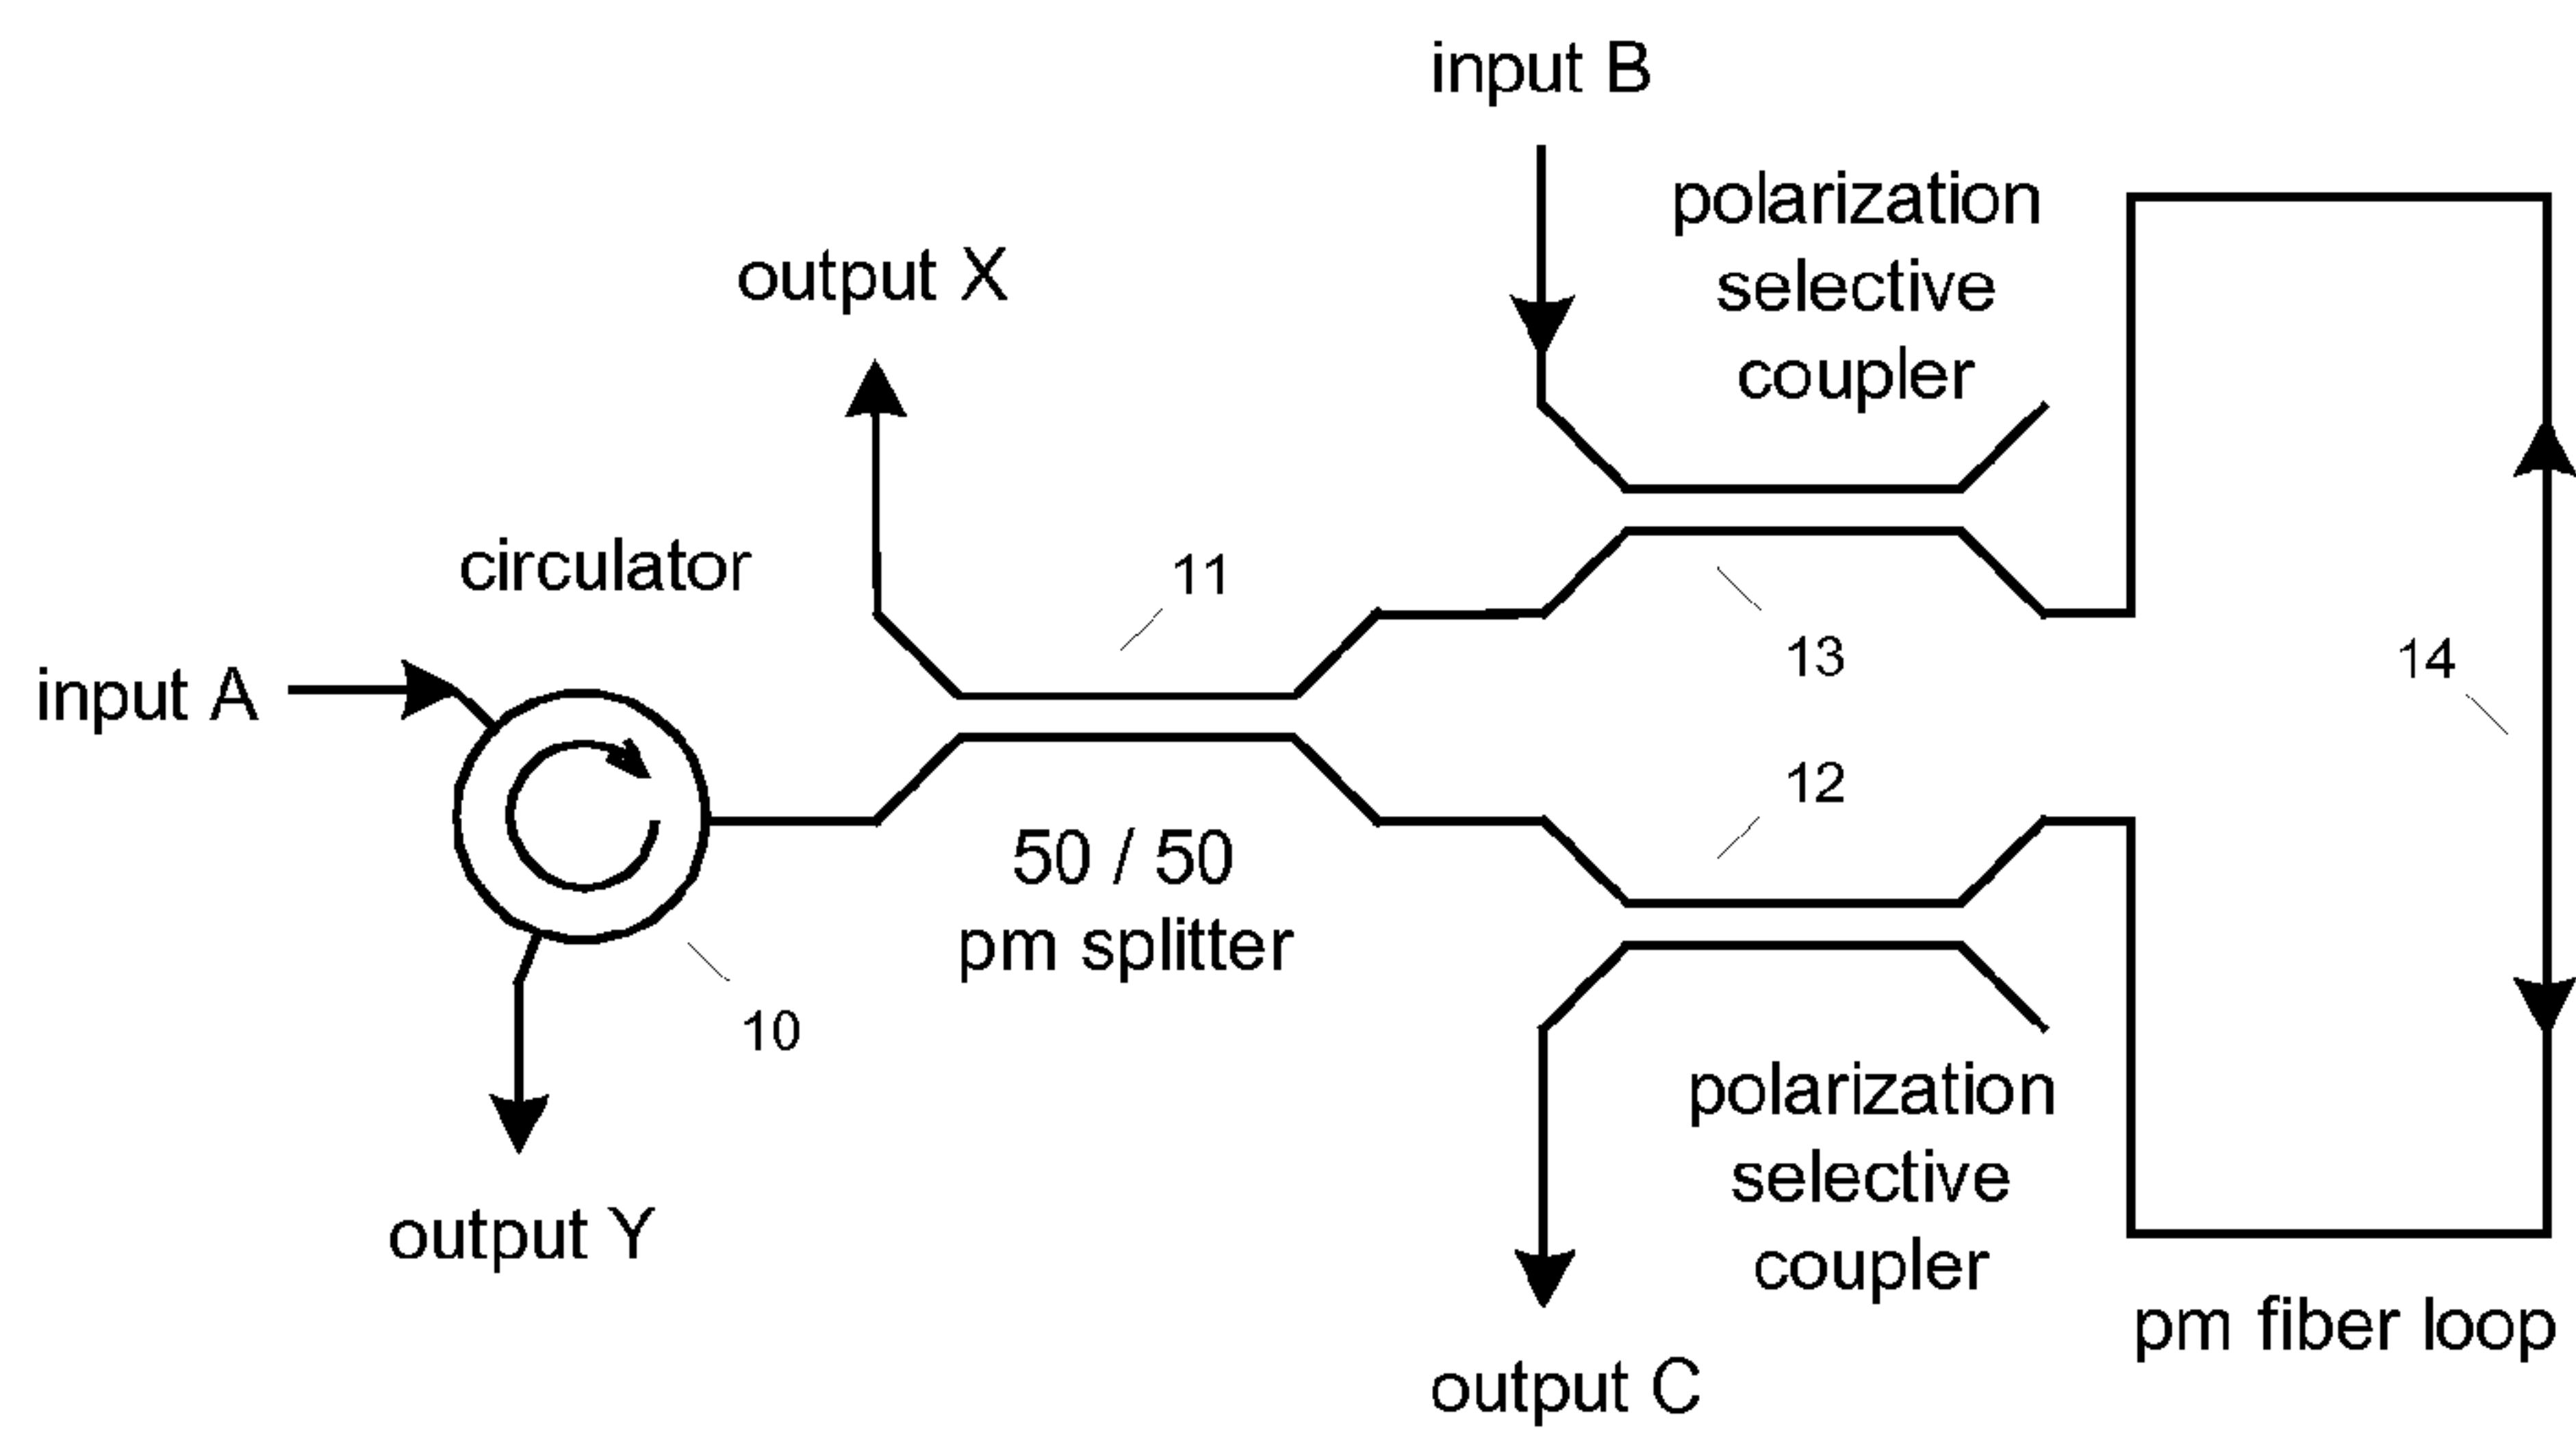 input B
polarization
selective
coupler
output X
circulator
11
input A
13
14
12
50 / 50
pm splitter
10
polarization
selective
coupler
output Y
pm fiber loop
output C